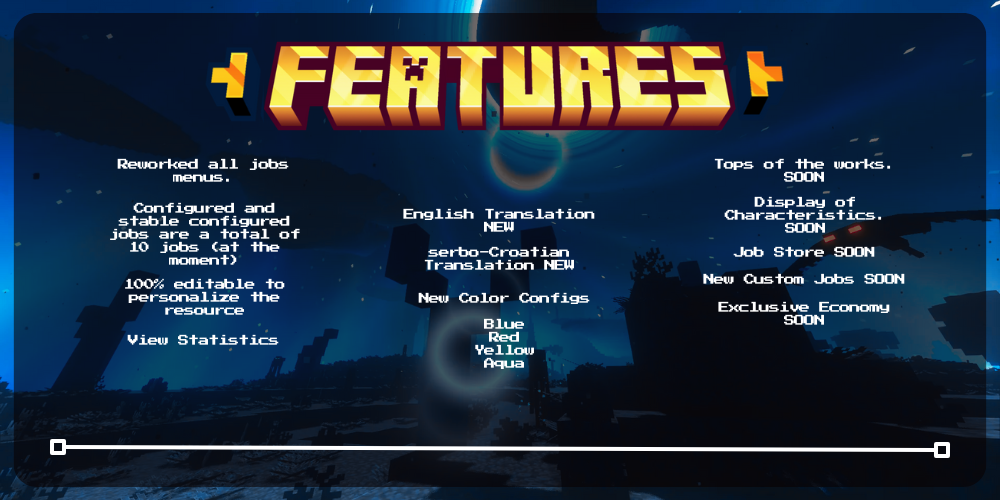 FEATURES
Reworked all jobs
menus.
Configured and
stable configured
jobs are a total of
10 jobs (at the
moment)
100% editable to
personalize the
resource
View Statistics
English Translation
NEW
serbo-Croatian
Translation NEW
New Color Configs
Blue
Red
Yellow
Aqua
Tops of the works.
SOON
Display of
Characteristics.
SOON
Job Store SOON
New Custom Jobs SOON
Exclusive Economy
SOON